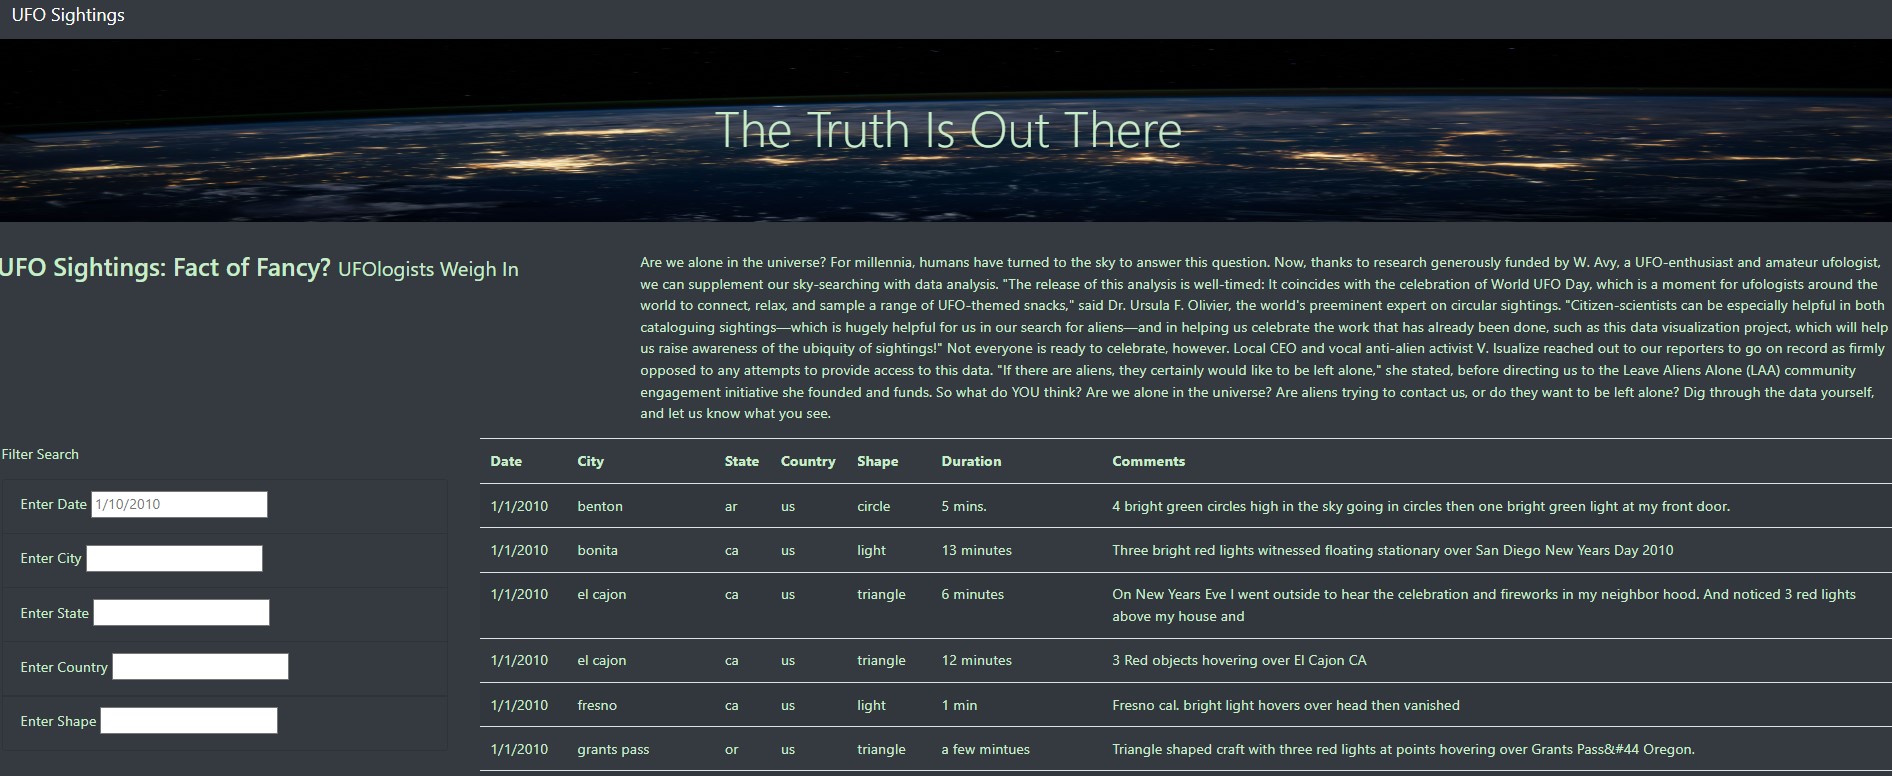 UFO Sightings
The Truth Is Out There
UFO Sightings: Fact of Fancy? UFOlogists Weigh In
Are we alone in the universe? For millennia, humans have turned to the sky to answer this question. Now, thanks to research generously funded by W. Avy, a UFO-enthusiast and amateur ufologist,
we can supplement our sky-searching with data analysis. "The release of this analysis is well-timed: It coincides with the celebration of World UFO Day, which is a moment for ufologists around the
world to connect, relax, and sample a range of UFO-themed snacks," said Dr. Ursula F. Olivier, the world's preeminent expert on circular sightings. "Citizen-scientists can be especially helpful in both
cataloguing sightings—which is hugely helpful for us in our search for aliens—and in helping us celebrate the work that has already been done, such as this data visualization project, which will help
us raise awareness of the ubiquity of sightings!" Not everyone is ready to celebrate, however. Local CEO and vocal anti-alien activist V. Isualize reached out to our reporters to go on record as firmly
opposed to any attempts to provide access to this data. "If there are aliens, they certainly would like to be left alone," she stated, before directing us to the Leave Aliens Alone (LAA) community
engagement initiative she founded and funds. So what do YOU think? Are we alone in the universe? Are aliens trying to contact us, or do they want to be left alone? Dig through the data yourself,
and let us know what you see.
Filter Search
Enter Date 1/10/2010
Enter City
Enter State
Enter Country
Enter Shape
Date City State Country Shape Duration Comments
1/1/2010 benton ar us circle 5 mins. 4 bright green circles high in the sky going in circles then one bright green light at my front door.
1/1/2010 bonita ca us light 13 minutes Three bright red lights witnessed floating stationary over San Diego New Years Day 2010
1/1/2010 el cajon ca us triangle 6 minutes On New Years Eve I went outside to hear the celebration and fireworks in my neighbor hood. And noticed 3 red lights
above my house and
1/1/2010 el cajon ca us triangle 12 minutes 3 Red objects hovering over El Cajon CA
1/1/2010 fresno ca us light 1 min Fresno cal. bright light hovers over head then vanished
1/1/2010 grants pass or us triangle a few mintues Triangle shaped craft with three red lights at points hovering over Grants Pass&#44 Oregon.